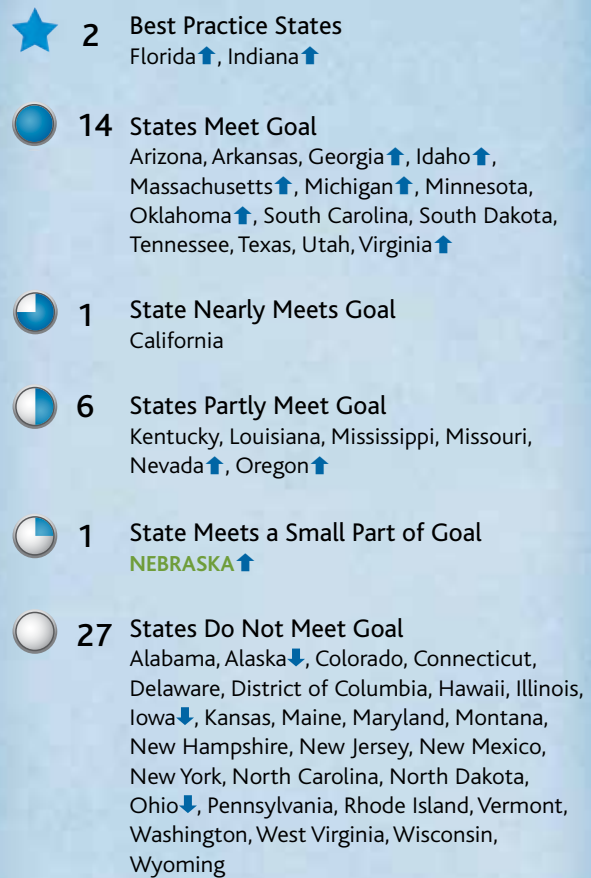 2 Best Practice States
Florida⬆, Indiana⬆
14 States Meet Goal
Arizona, Arkansas, Georgia⬆, Idaho⬆,
Massachusetts⬆, Michigan⬆, Minnesota,
Oklahoma⬆, South Carolina, South Dakota,
Tennessee, Texas, Utah, Virginia⬆
1 State Nearly Meets Goal
California
6 States Partly Meet Goal
Kentucky, Louisiana, Mississippi, Missouri,
Nevada⬆, Oregon⬆
1 State Meets a Small Part of Goal
NEBRASKA⬆
27 States Do Not Meet Goal
Alabama, Alaska⬇, Colorado, Connecticut,
Delaware, District of Columbia, Hawaii, Illinois,
Iowa⬇, Kansas, Maine, Maryland, Montana,
New Hampshire, New Jersey, New Mexico,
New York, North Carolina, North Dakota,
Ohio⬇, Pennsylvania, Rhode Island, Vermont,
Washington, West Virginia, Wisconsin,
Wyoming